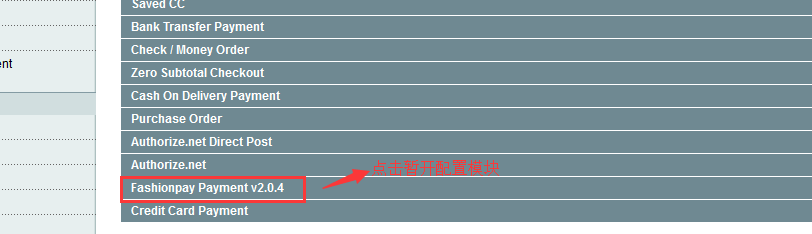 Saved CC
Bank Transfer Payment
Check / Money Order
ent
Zero Subtotal Checkout
Cash On Delivery Payment
Purchase Order
Authorize.net Direct Post
Authorize.net
点击暂开配置模块
Fashionpay Payment v2.0.4
Credit Card Payment